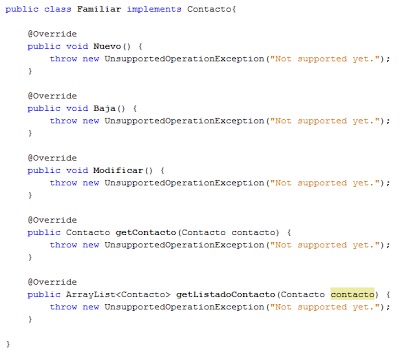 public class Familiar implements Contacto{
@Override
public void Nuevo() {
throw new UnsupportedOperationException("Not supported yet.");
}
@Override
public void Baja() {
throw new UnsupportedOperationException("Not supported yet.");
}
@Override
public void Modificar() {
throw new UnsupportedOperationException("Not supported yet.");
}
@Override
public Contacto getContacto(Contacto contacto) {
throw new UnsupportedOperationException("Not supported yet.");
}
@Override
public ArrayList<Contacto> getListadoContacto(Contacto contacto) {
throw new UnsupportedOperationException("Not supported yet.");
}
}